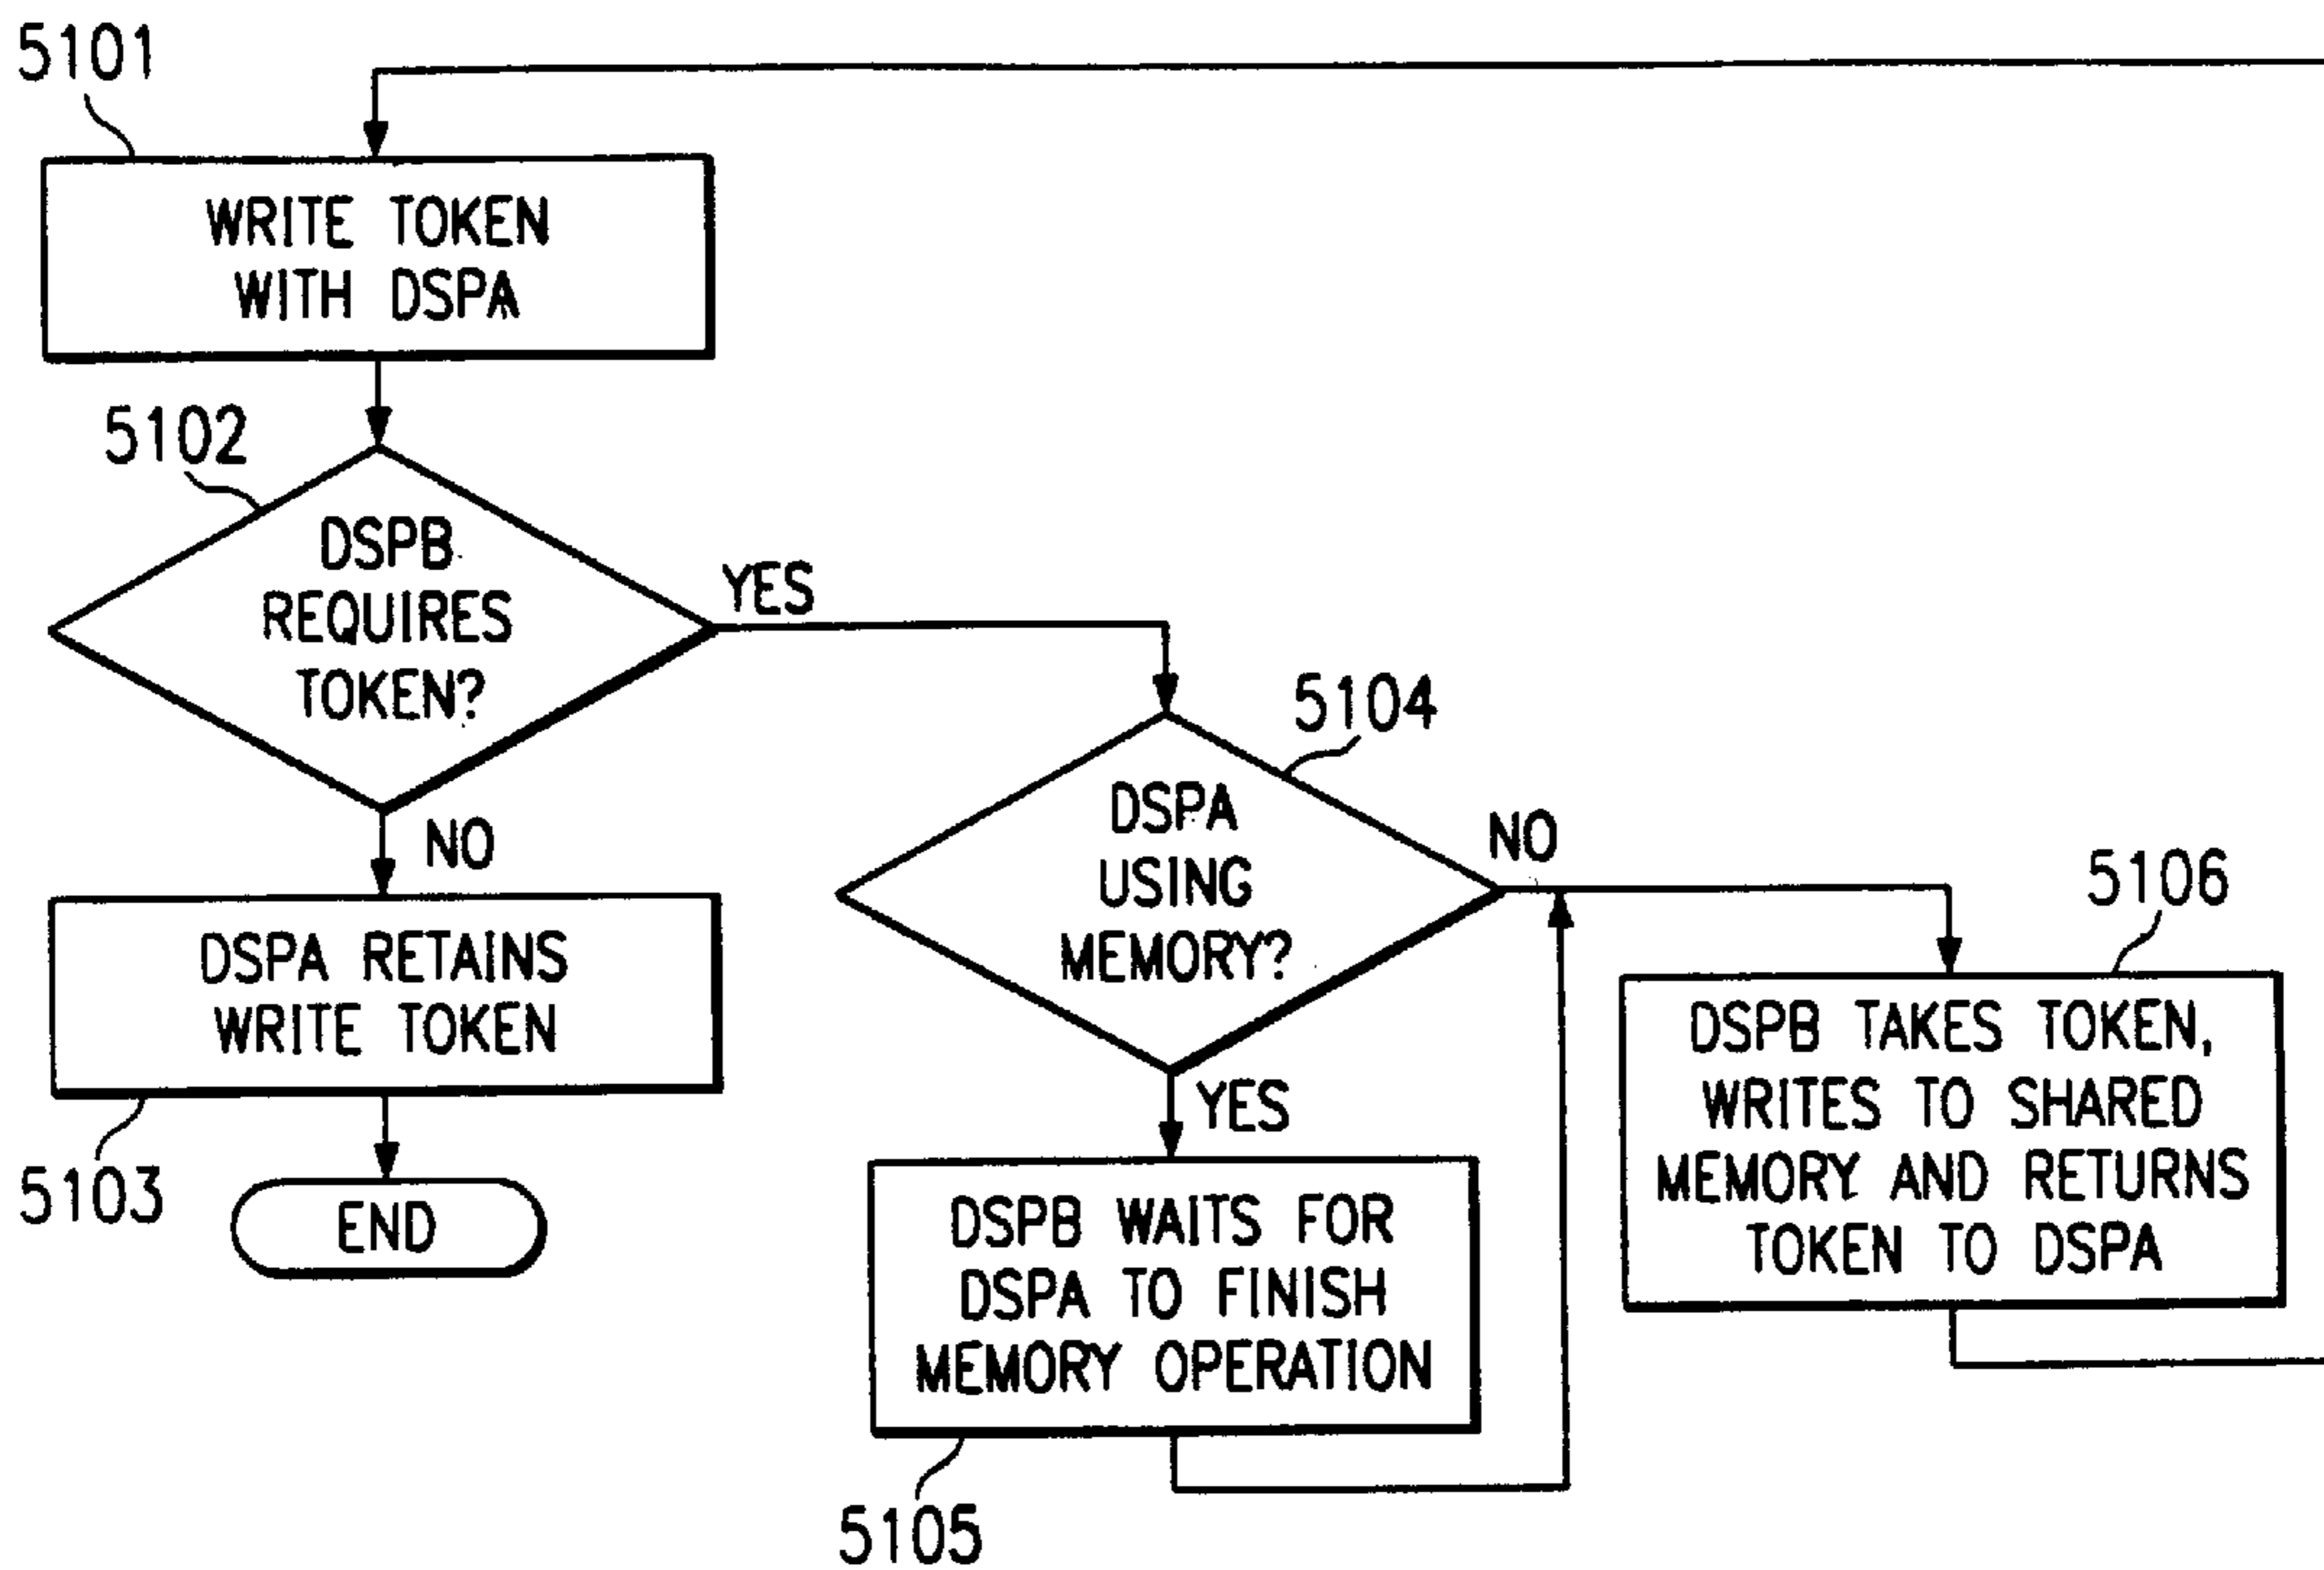 5101
WRITE TOKEN
WITH DSPA
5102
DSPB
REQUIRES
TOKEN?
YES
NO
DSPA RETAINS
WRITE TOKEN
5103
END
5104
DSPA
USING
MEMORY?
NO
YES
DSPB WAITS FOR
DSPA TO FINISH
MEMORY OPERATION
5105
5106
DSPB TAKES TOKEN,
WRITES TO SHARED
MEMORY AND RETURNS
TOKEN TO DSPA